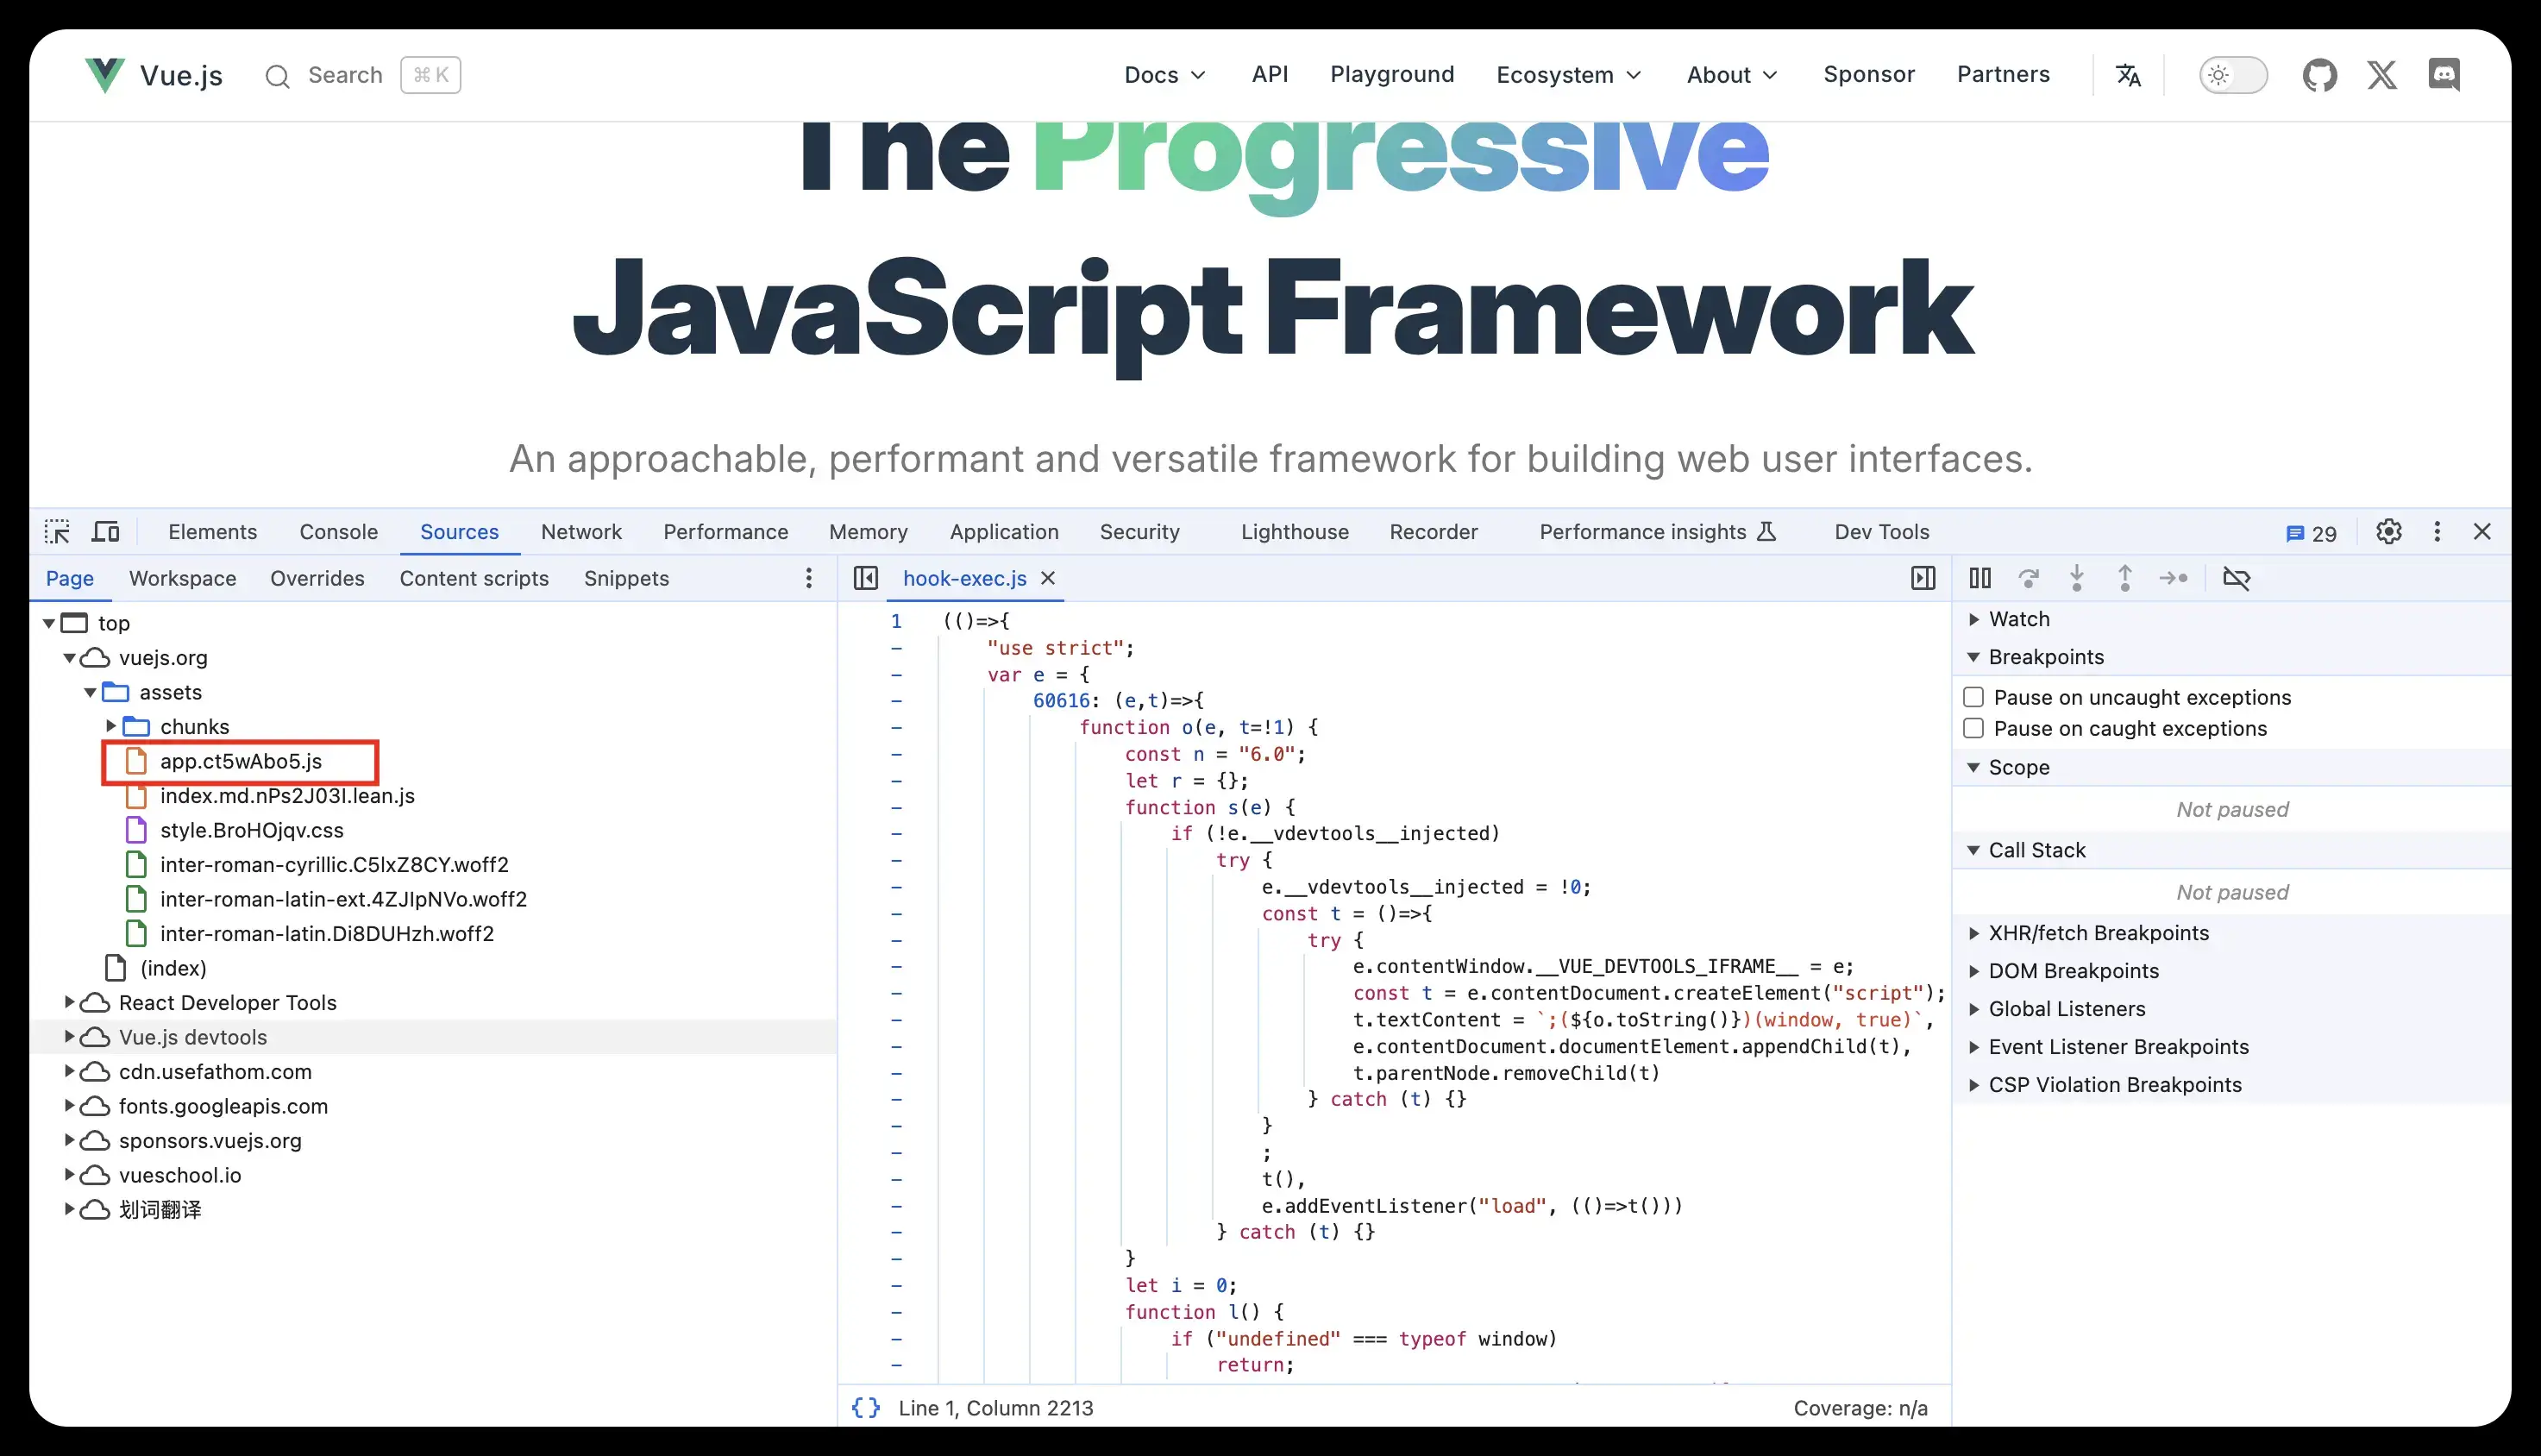 Vue.js Search ⌘ K Docs API Playground Ecosystem About Sponsor Partners
The Progressive
JavaScript Framework
An approachable, performant and versatile framework for building web user interfaces.
Elements Console Sources Network Performance Memory Application Security Lighthouse Recorder Performance insights Dev Tools 29
Page Workspace Overrides Content scripts Snippets
top
vuejs.org
assets
chunks
app.ct5wAbo5.js
index.md.nPs2J03I.lean.js
style.BroHOjqv.css
inter-roman-cyrillic.C5lxZ8CY.woff2
inter-roman-latin-ext.4ZJIpNVo.woff2
inter-roman-latin.Di8DUHzh.woff2
(index)
React Developer Tools
Vue.js devtools
cdn.usefathom.com
fonts.googleapis.com
sponsors.vuejs.org
vueschool.io
划词翻译
hook-exec.js
1 (()=>{
- "use strict";
- var e = {
- 60616: (e,t)=>{
- function o(e, t=!1) {
- const n = "6.0";
- let r = {};
- function s(e) {
- if (!e.__vdevtools__injected)
- try {
- e.__vdevtools__injected = !0;
- const t = ()=>{
- try {
- e.contentWindow.__VUE_DEVTOOLS_IFRAME__ = e;
- const t = e.contentDocument.createElement("script");
- t.textContent = `;(${o.toString()})(window, true)`,
- e.contentDocument.documentElement.appendChild(t),
- t.parentNode.removeChild(t)
- } catch (t) {}
- }
- ;
- t(),
- e.addEventListener("load", (()=>t()))
- } catch (t) {}
- }
- let i = 0;
- function l() {
- if ("undefined" === typeof window)
- return;
{} Line 1, Column 2213 Coverage: n/a
Watch
Breakpoints
Pause on uncaught exceptions
Pause on caught exceptions
Scope
Not paused
Call Stack
Not paused
XHR/fetch Breakpoints
DOM Breakpoints
Global Listeners
Event Listener Breakpoints
CSP Violation Breakpoints